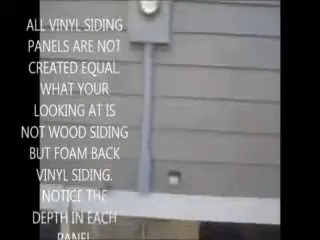 ALL VINYL SIDING
PANELS ARE NOT
CREATED EQUAL.
WHAT YOUR
LOOKING AT IS
NOT WOOD SIDING
BUT FOAM BACK
VINYL SIDING.
NOTICE THE
DEPTH IN EACH
PANEL